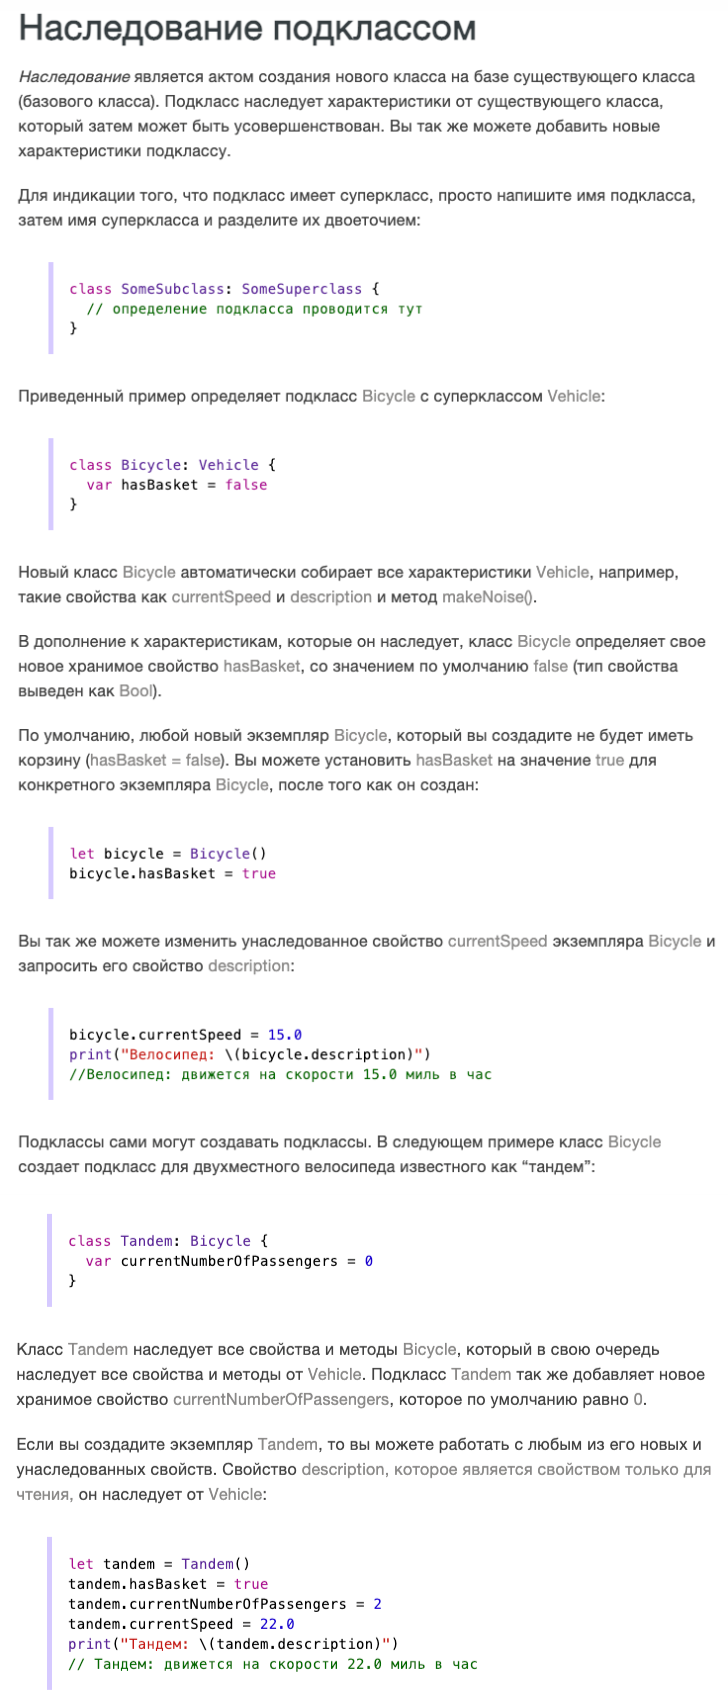 Наследование подклассом
Наследование является актом создания нового класса на базе существующего класса
(базового класса). Подкласс наследует характеристики от существующего класса,
который затем может быть усовершенствован. Вы так же можете добавить новые
характеристики подклассу.
Для индикации того, что подкласс имеет суперкласс, просто напишите имя подкласса,
затем имя суперкласса и разделите их двоеточием:
class SomeSubclass: SomeSuperclass {
  // определение подкласса проводится тут
}
Приведенный пример определяет подкласс Bicycle с суперклассом Vehicle:
class Bicycle: Vehicle {
  var hasBasket = false
}
Новый класс Bicycle автоматически собирает все характеристики Vehicle, например,
такие свойства как currentSpeed и description и метод makeNoise().
В дополнение к характеристикам, которые он наследует, класс Bicycle определяет свое
новое хранимое свойство hasBasket, со значением по умолчанию false (тип свойства
выведен как Bool).
По умолчанию, любой новый экземпляр Bicycle, который вы создадите не будет иметь
корзину (hasBasket = false). Вы можете установить hasBasket на значение true для
конкретного экземпляра Bicycle, после того как он создан:
let bicycle = Bicycle()
bicycle.hasBasket = true
Вы так же можете изменить унаследованное свойство currentSpeed экземпляра Bicycle и
запросить его свойство description:
bicycle.currentSpeed = 15.0
print("Велосипед: \(bicycle.description)")
//Велосипед: движется на скорости 15.0 миль в час
Подклассы сами могут создавать подклассы. В следующем примере класс Bicycle
создает подкласс для двухместного велосипеда известного как “тандем”:
class Tandem: Bicycle {
  var currentNumberOfPassengers = 0
}
Класс Tandem наследует все свойства и методы Bicycle, который в свою очередь
наследует все свойства и методы от Vehicle. Подкласс Tandem так же добавляет новое
хранимое свойство currentNumberOfPassengers, которое по умолчанию равно 0.
Если вы создадите экземпляр Tandem, то вы можете работать с любым из его новых и
унаследованных свойств. Свойство description, которое является свойством только для
чтения, он наследует от Vehicle:
let tandem = Tandem()
tandem.hasBasket = true
tandem.currentNumberOfPassengers = 2
tandem.currentSpeed = 22.0
print("Тандем: \(tandem.description)")
// Тандем: движется на скорости 22.0 миль в час